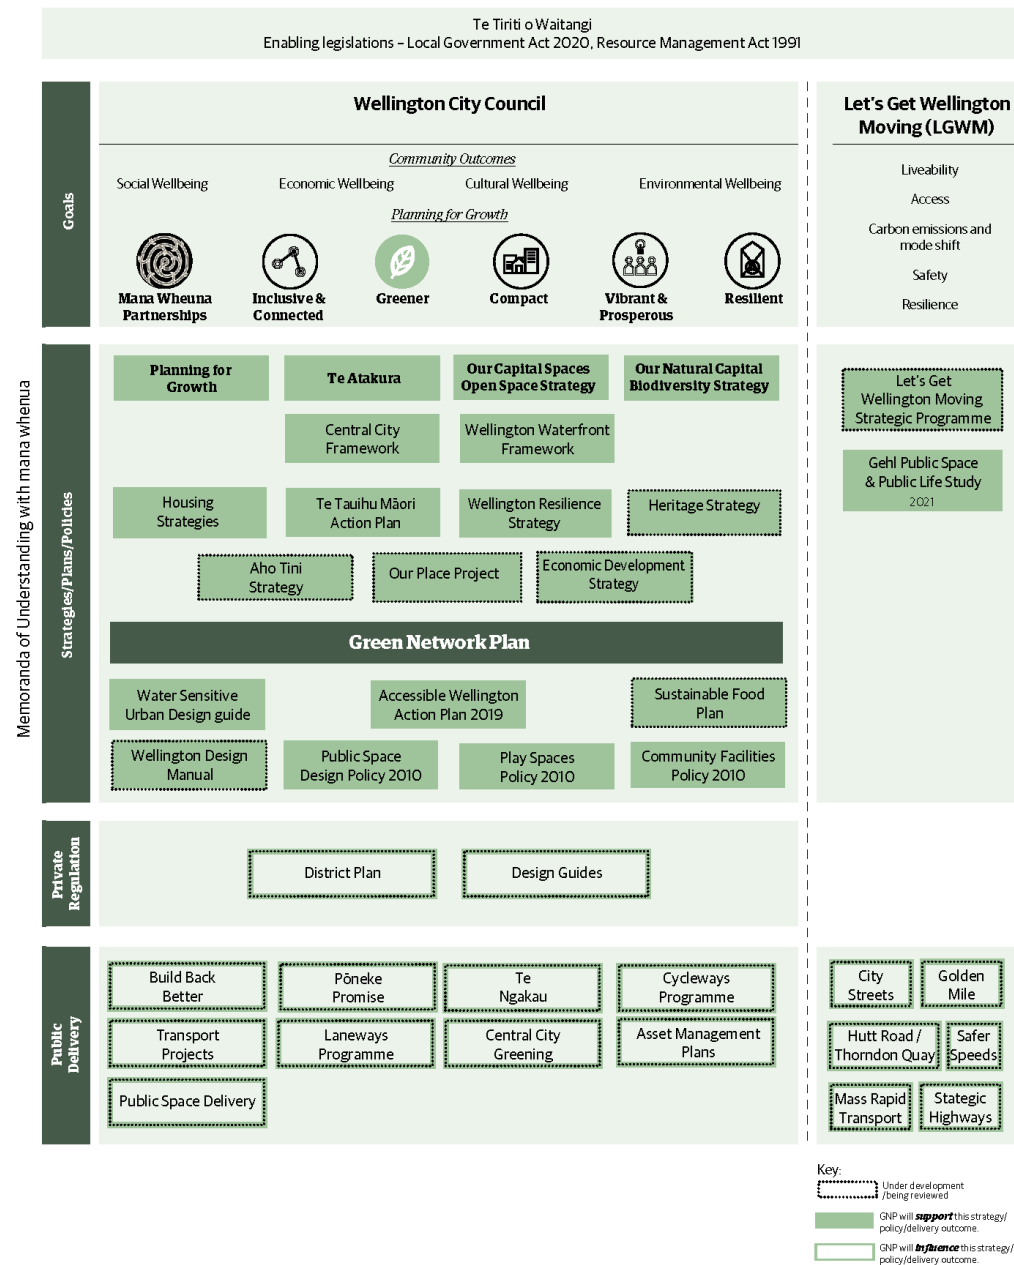 Te Tiriti o Waitangi
Enabling legislations – Local Government Act 2020, Resource Management Act 1991
Memoranda of Understanding with mana whenua
Goals
Wellington City Council
Community Outcomes
Social Wellbeing
Economic Wellbeing
Cultural Wellbeing
Environmental Wellbeing
Planning for Growth
Mana Wheuna
Partnerships
Inclusive &
Connected
Greener
Compact
Vibrant &
Prosperous
Resilient
Let's Get Wellington
Moving (LGWM)
Liveability
Access
Carbon emissions and
mode shift
Safety
Resilience
Strategies/Plans/Policies
Planning for
Growth
Te Atakura
Our Capital Spaces
Open Space Strategy
Our Natural Capital
Biodiversity Strategy
Central City
Framework
Wellington Waterfront
Framework
Housing
Strategies
Te Tauihu Māori
Action Plan
Wellington Resilience
Strategy
Heritage Strategy
Aho Tini
Strategy
Our Place Project
Economic Development
Strategy
Green Network Plan
Water Sensitive
Urban Design guide
Accessible Wellington
Action Plan 2019
Sustainable Food
Plan
Wellington Design
Manual
Public Space
Design Policy 2010
Play Spaces
Policy 2010
Community Facilities
Policy 2010
Let's Get
Wellington Moving
Strategic Programme
Gehl Public Space
& Public Life Study
2021
Private
Regulation
District Plan
Design Guides
Public
Delivery
Build Back
Better
Pōneke
Promise
Te
Ngakau
Cycleways
Programme
Transport
Projects
Laneways
Programme
Central City
Greening
Asset Management
Plans
Public Space Delivery
City
Streets
Golden
Mile
Hutt Road /
Thorndon Quay
Safer
Speeds
Mass Rapid
Transport
Stategic
Highways
Key:
Under development
/being reviewed
GNP will support this strategy/
policy/delivery outcome.
GNP will influence this strategy/
policy/delivery outcome.